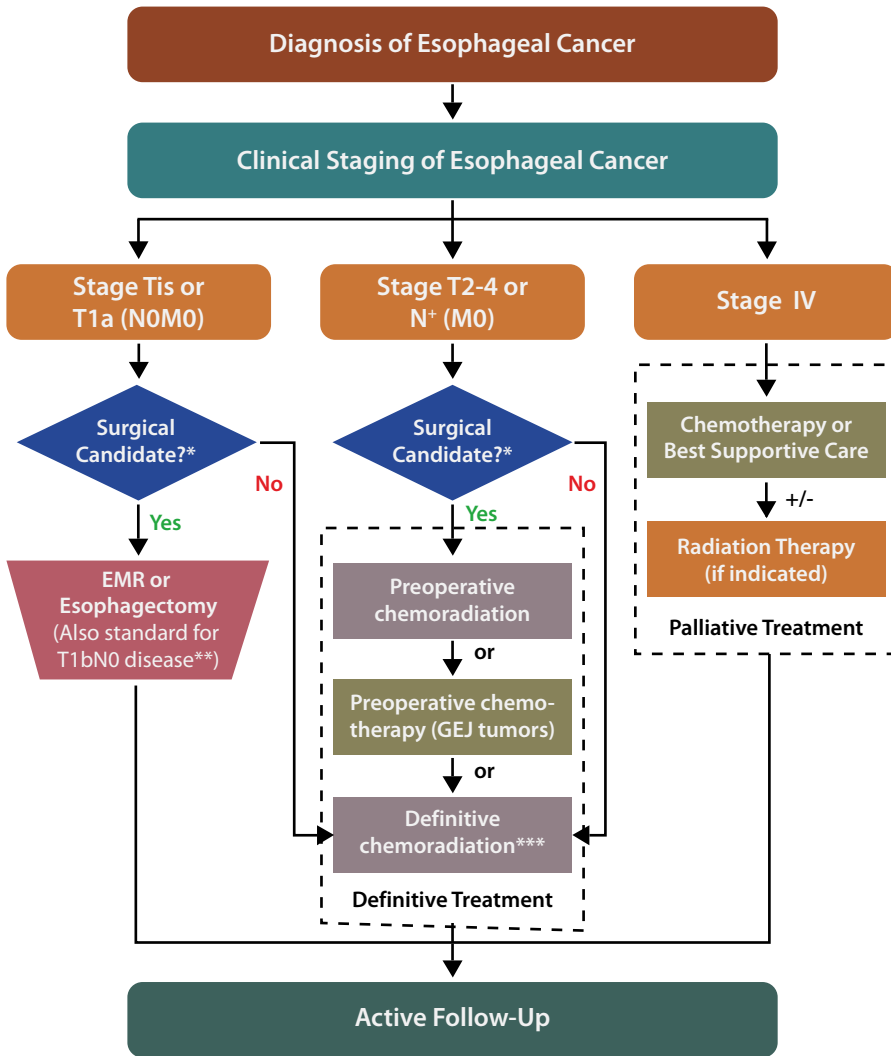 Diagnosis of Esophageal Cancer
Clinical Staging of Esophageal Cancer
Stage Tis or
T1a (N0M0)
Stage T2-4 or
N⁺ (M0)
Stage IV
Surgical
Candidate?*
No
Yes
Surgical
Candidate?*
No
Yes
Chemotherapy or
Best Supportive Care
+/-
Radiation Therapy
(if indicated)
Palliative Treatment
EMR or
Esophagectomy
(Also standard for
T1bN0 disease**)
Preoperative
chemoradiation
or
Preoperative chemo-
therapy (GEJ tumors)
or
Definitive
chemoradiation***
Definitive Treatment
Active Follow-Up